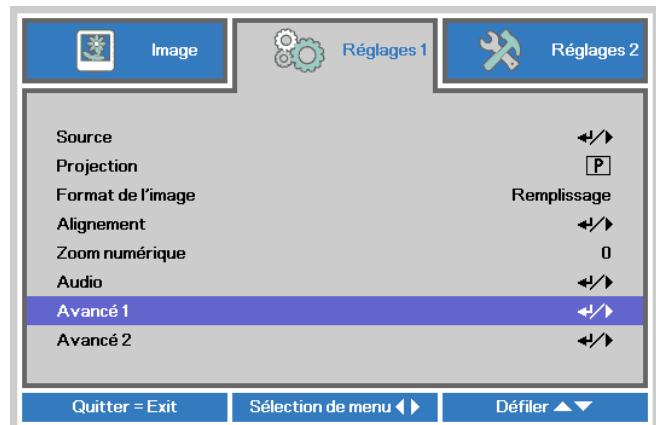 Image
Réglages 1
Réglages 2
Source
Projection P
Format de l'image Remplissage
Alignement
Zoom numérique 0
Audio
Avancé 1
Avancé 2
Quitter = Exit
Sélection de menu
Défiler